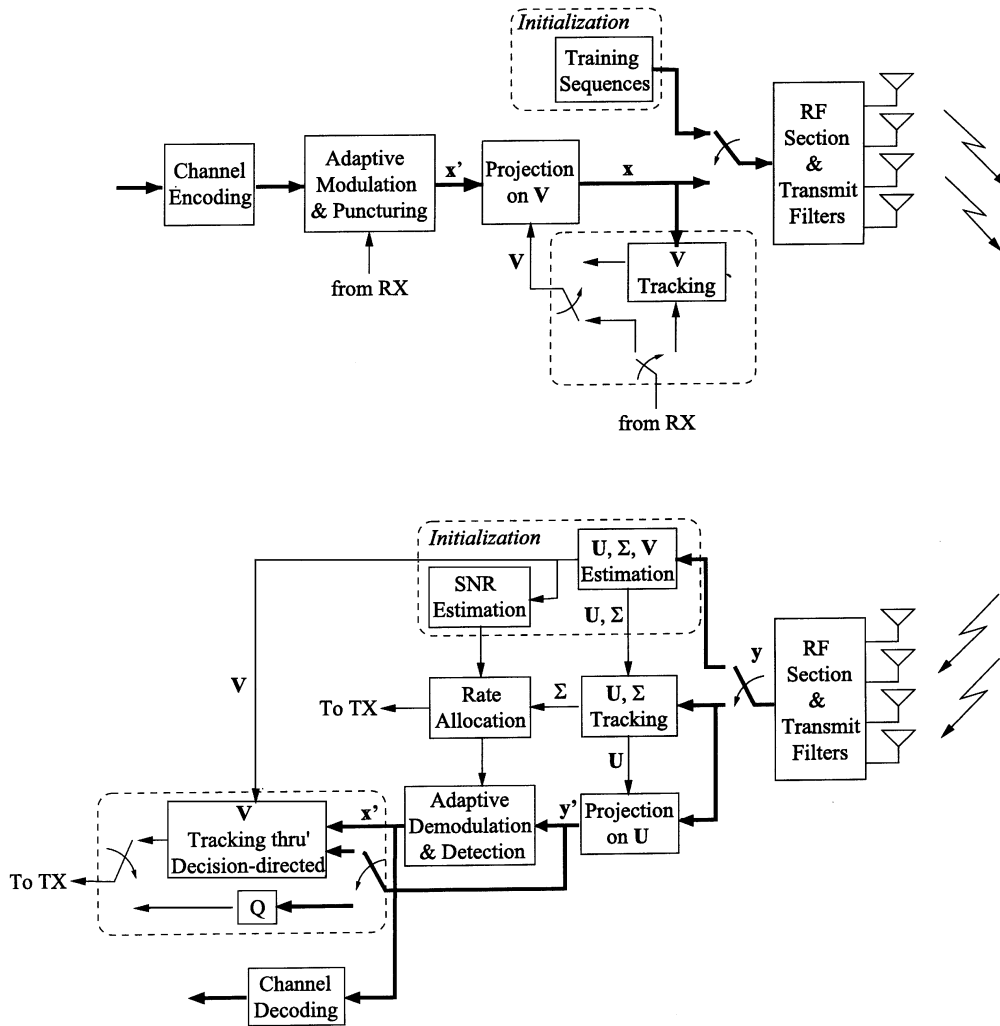 Initialization
Training
Sequences
RF
Section
&
Transmit
Filters
Channel
Encoding
Adaptive
Modulation
& Puncturing
x'
Projection
on V
x
V
V
Tracking
from RX
from RX
Initialization
U, Σ, V
Estimation
SNR
Estimation
U, Σ
V
y
RF
Section
&
Transmit
Filters
To TX
Rate
Allocation
Σ
U, Σ
Tracking
U
V
Tracking thru'
Decision-directed
x'
Adaptive
Demodulation
& Detection
y'
Projection
on U
To TX
Q
Channel
Decoding